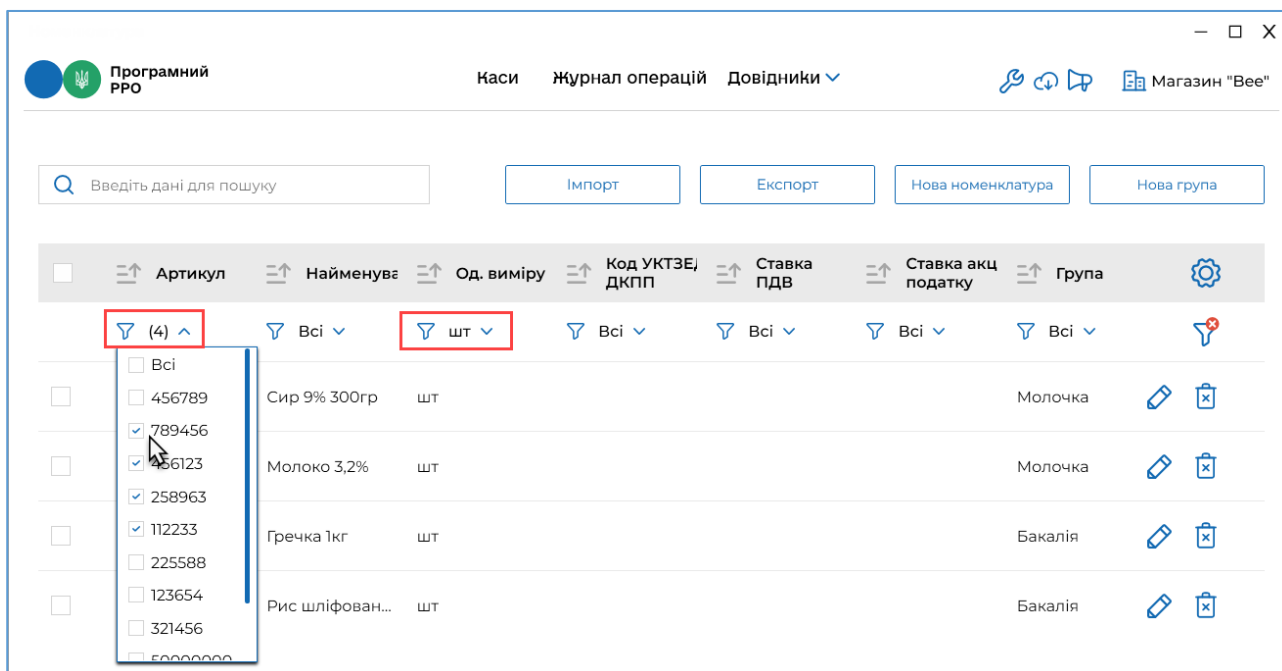 Програмний
РРО
Каси Журнал операцій Довідники
Магазин "Bee"
Введіть дані для пошуку
Імпорт Експорт Нова номенклатура Нова група
Артикул Найменува Од. виміру Код УКТЗЕД ДКПП Ставка ПДВ Ставка акц податку Група
(4) Всі шт Всі Всі Всі Всі
Всі
456789
789456
456123
258963
112233
225588
123654
321456
50000000
Сир 9% 300гр шт Молочка
Молоко 3,2% шт Молочка
Гречка 1кг шт Бакалія
Рис шліфован... шт Бакалія